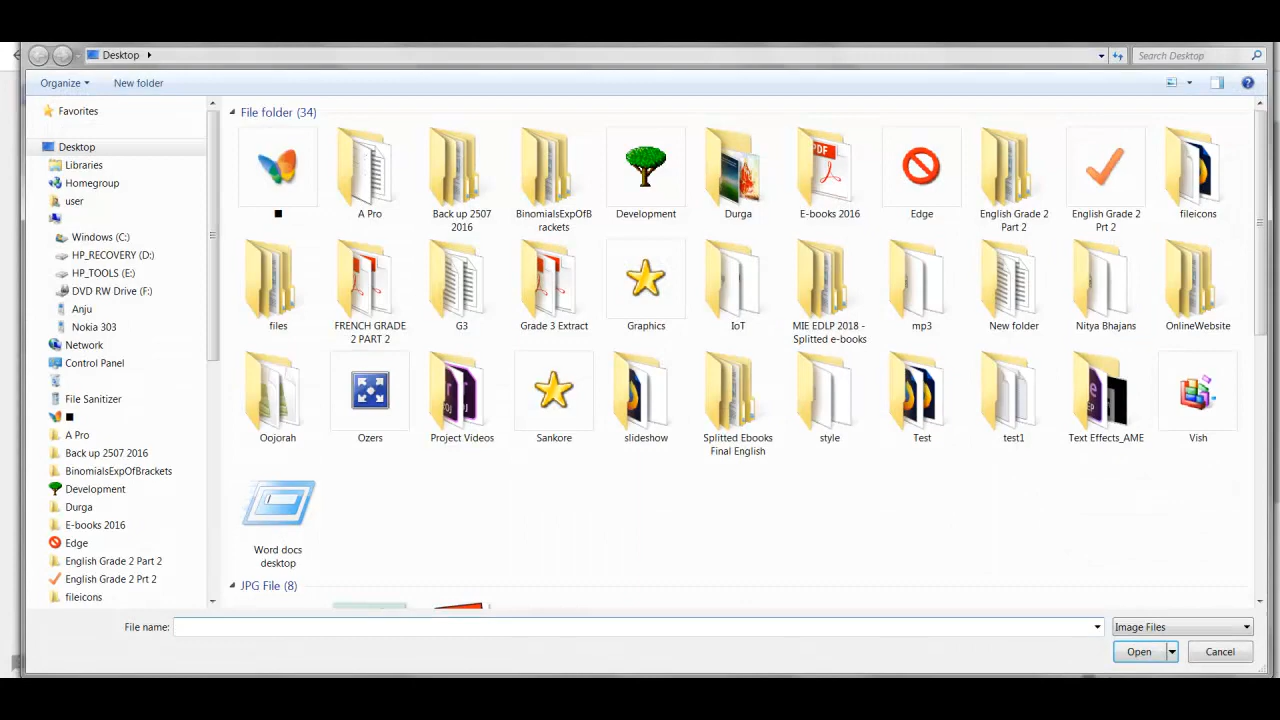 Desktop
Search Desktop
Organize
New folder
Favorites
Desktop
Libraries
Homegroup
user
Windows (C:)
HP_RECOVERY (D:)
HP_TOOLS (E:)
DVD RW Drive (F:)
Anju
Nokia 303
Network
Control Panel
File Sanitizer
A Pro
Back up 2507 2016
BinomialsExpOfBrackets
Development
Durga
E-books 2016
Edge
English Grade 2 Part 2
English Grade 2 Prt 2
fileicons
File folder (34)
A Pro
Back up 2507
2016
BinomialsExpOfB
rackets
Development
Durga
PDF
E-books 2016
Edge
English Grade 2
Part 2
English Grade 2
Prt 2
fileicons
files
FRENCH GRADE
2 PART 2
G3
Grade 3 Extract
Graphics
IoT
MIE EDLP 2018 -
Splitted e-books
mp3
New folder
Nitya Bhajans
OnlineWebsite
Oojorah
Ozers
Project Videos
Sankore
slideshow
Splitted Ebooks
Final English
style
Test
test1
Text Effects_AME
Vish
Word docs
desktop
JPG File (8)
File name:
Image Files
Open
Cancel